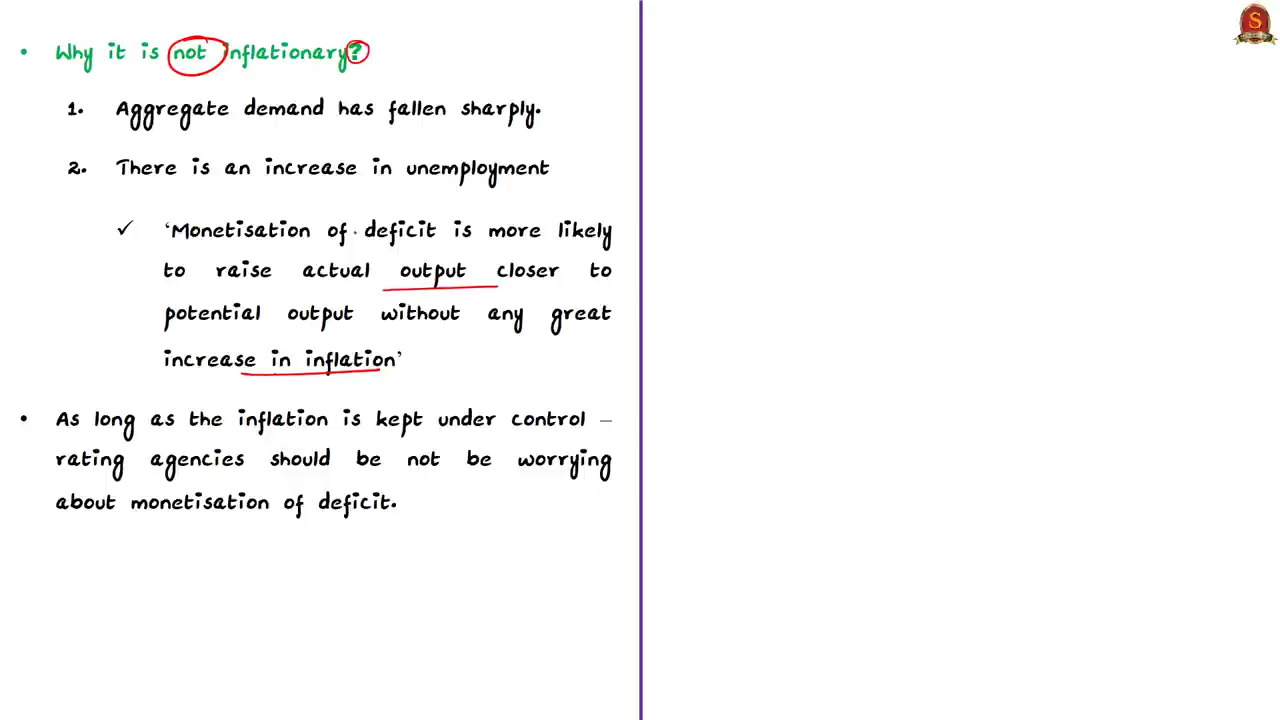 • Why it is not inflationary?
1. Aggregate demand has fallen sharply.
2. There is an increase in unemployment
✓ ‘Monetisation of deficit is more likely
to raise actual output closer to
potential output without any great
increase in inflation’
• As long as the inflation is kept under control –
rating agencies should be not be worrying
about monetisation of deficit.
S